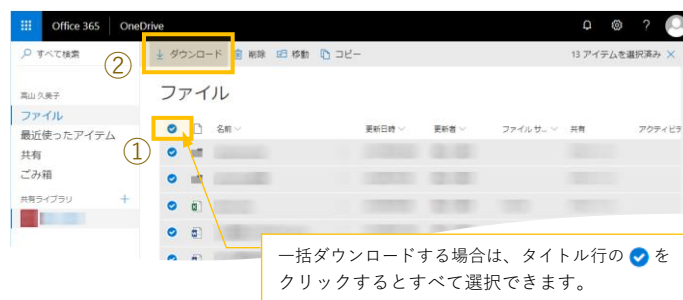 Office 365 OneDrive ?
すべて検索 ② ダウンロード 削除 移動 コピー 13 アイテムを選択済み ×
高山 久美子 ファイル
ファイル
最近使ったアイテム 名前 更新日時 更新者 ファイル サ... 共有 アクティビテ
共有 ①
ごみ箱
共有ライブラリ +
一括ダウンロードする場合は、タイトル行の を
クリックするとすべて選択できます。